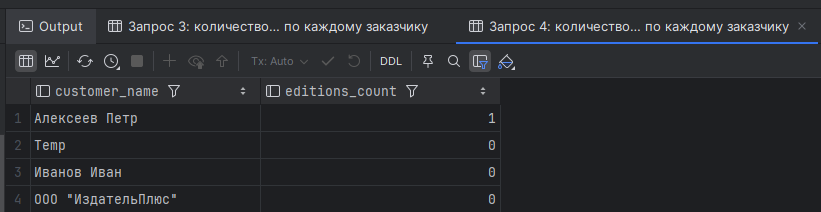 Output
Запрос 3: количество... по каждому заказчику
Запрос 4: количество... по каждому заказчику
Tx: Auto
DDL
customer_name editions_count
1 Алексеев Петр 1
2 Temp 0
3 Иванов Иван 0
4 ООО "ИздательПлюс" 0